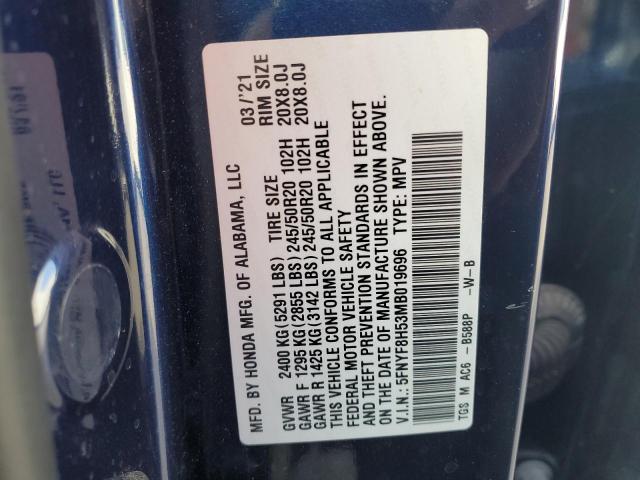 MFD. BY HONDA MFG. OF ALABAMA, LLC 03/'21
GVWR 2400 KG(5291 LBS) TIRE SIZE RIM SIZE
GAWR F 1295 KG(2855 LBS)245/50R20 102H 20X8.0J
GAWR R 1425 KG(3142 LBS)245/50R20 102H 20X8.0J
THIS VEHICLE CONFORMS TO ALL APPLICABLE
FEDERAL MOTOR VEHICLE SAFETY
AND THEFT PREVENTION STANDARDS IN EFFECT
ON THE DATE OF MANUFACTURE SHOWN ABOVE.
V.I.N.: 5FNYF8H53MB019696 TYPE: MPV
TGS M AC6 -B588P -W-B